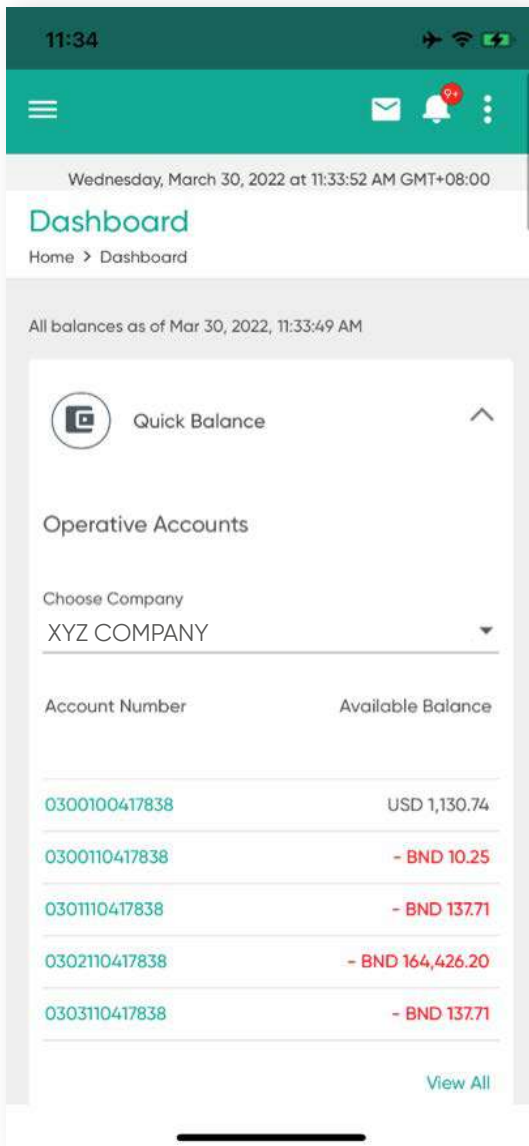 11:34
9+
Wednesday, March 30, 2022 at 11:33:52 AM GMT+08:00
Dashboard
Home > Dashboard
All balances as of Mar 30, 2022, 11:33:49 AM
Quick Balance
Operative Accounts
Choose Company
XYZ COMPANY
Account Number Available Balance
0300100417838 USD 1,130.74
0300110417838 - BND 10.25
0301110417838 - BND 137.71
0302110417838 - BND 164,426.20
0303110417838 - BND 137.71
View All